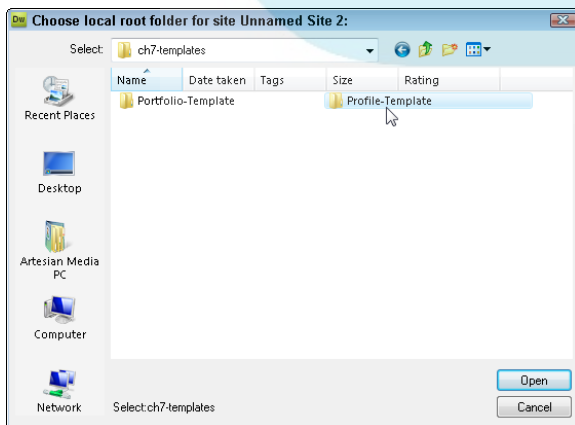 Dw Choose local root folder for site Unnamed Site 2:
Select: ch7-templates
Name Date taken Tags Size Rating
Portfolio-Template Profile-Template
Recent Places
Desktop
Artesian Media
PC
Computer
Network
Select:ch7-templates
Open
Cancel